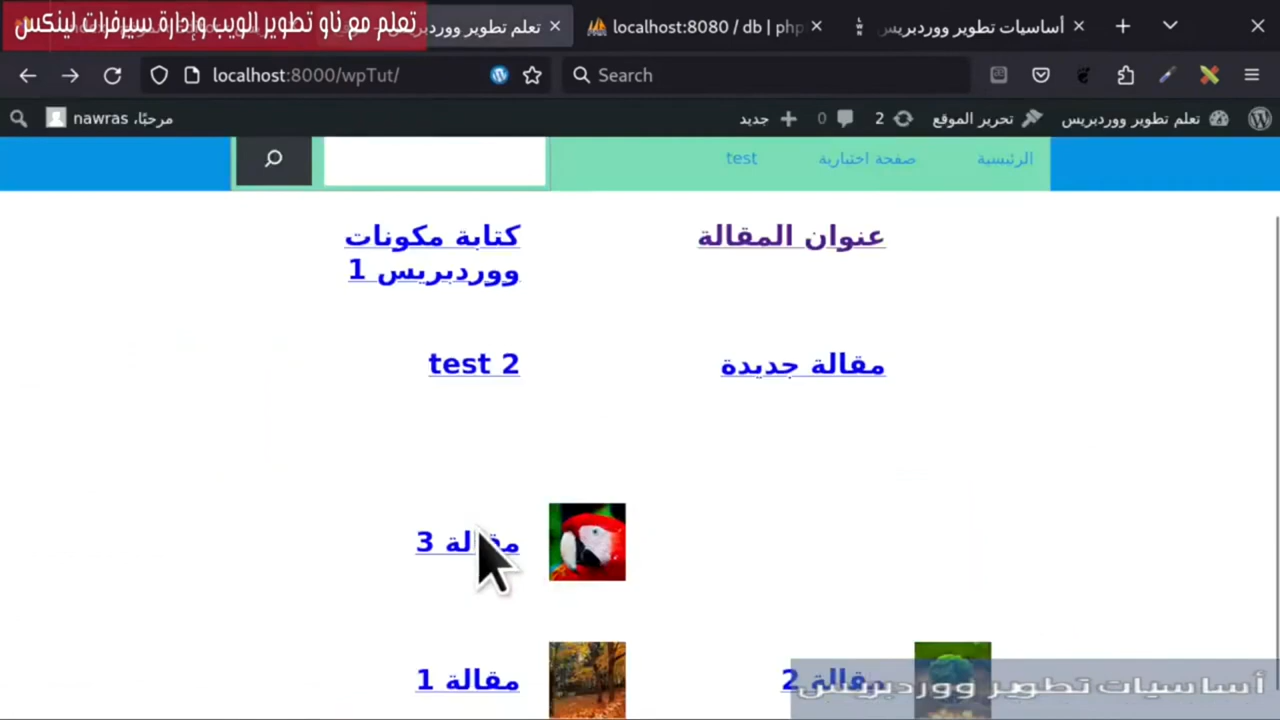 تعلم مع ناو تطوير الويب وإدارة سيرفرات لينكس
تعلم تطوير ووردبريس
localhost:8080 / db | php
أساسيات تطوير ووردبريس
localhost:8000/wpTut/
Search
تعلم تطوير ووردبريس
تحرير الموقع
2
0
جديد
مرحبًا، nawras
الرئيسية
صفحة اختبارية
test
عنوان المقالة
كتابة مكونات
ووردبريس 1
مقالة جديدة
test 2
مقالة 3
مقالة 2
مقالة 1
أساسيات تطوير ووردبريس